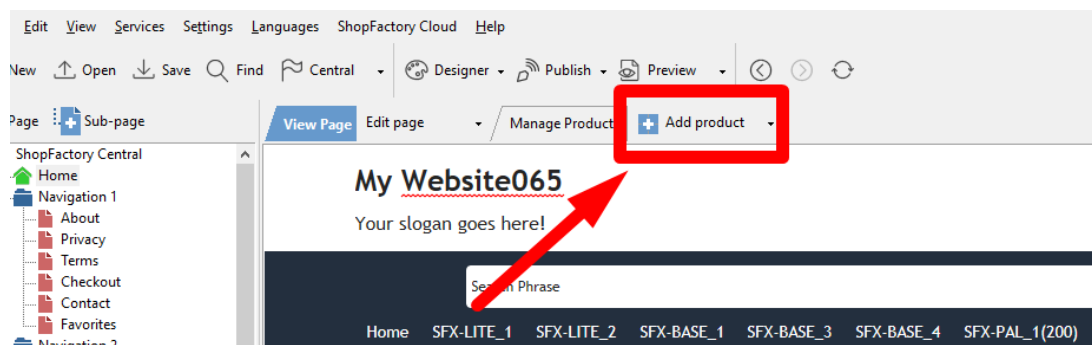 Edit View Services Settings Languages ShopFactory Cloud Help
New Open Save Find Central Designer Publish Preview
Page Sub-page
View Page Edit page Manage Product Add product
ShopFactory Central
Home
Navigation 1
About
Privacy
Terms
Checkout
Contact
Favorites
My Website065
Your slogan goes here!
Search Phrase
Home SFX-LITE_1 SFX-LITE_2 SFX-BASE_1 SFX-BASE_3 SFX-BASE_4 SFX-PAL_1(200)